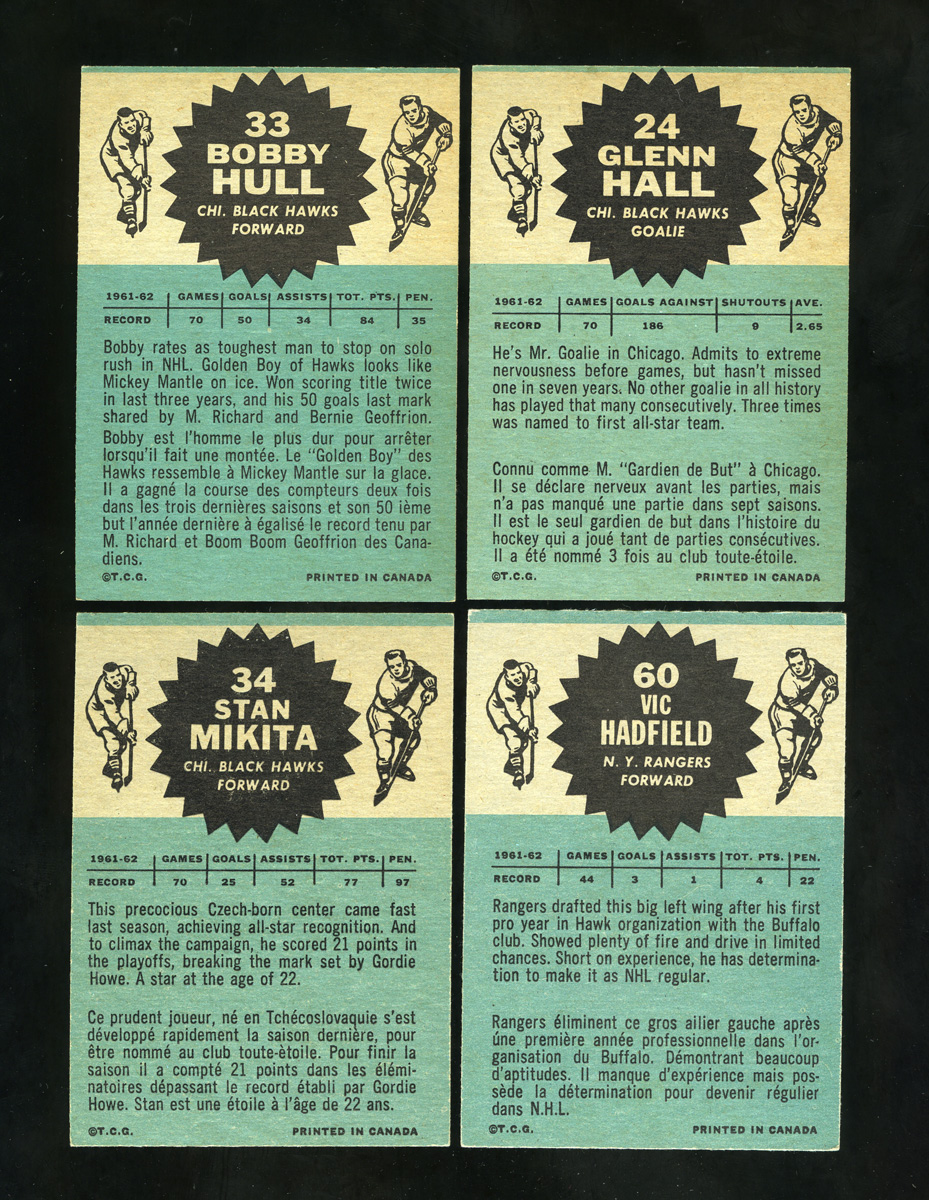 33
BOBBY
HULL
CHI. BLACK HAWKS
FORWARD
1961-62 GAMES GOALS ASSISTS TOT. PTS. PEN.
RECORD 70 50 34 84 35
Bobby rates as toughest man to stop on solo
rush in NHL. Golden Boy of Hawks looks like
Mickey Mantle on ice. Won scoring title twice
in last three years, and his 50 goals last mark
shared by M. Richard and Bernie Geoffrion.
Bobby est l'homme le plus dur pour arrêter
lorsqu'il fait une montée. Le "Golden Boy" des
Hawks ressemble à Mickey Mantle sur la glace.
Il a gagné la course des compteurs deux fois
dans les trois dernières saisons et son 50 ième
but l'année dernière à égalisé le record tenu par
M. Richard et Boom Boom Geoffrion des Cana-
diens.
©T.C.G. PRINTED IN CANADA
24
GLENN
HALL
CHI. BLACK HAWKS
GOALIE
1961-62 GAMES GOALS AGAINST SHUTOUTS AVE.
RECORD 70 186 9 2.65
He's Mr. Goalie in Chicago. Admits to extreme
nervousness before games, but hasn't missed
one in seven years. No other goalie in all history
has played that many consecutively. Three times
was named to first all-star team.
Connu comme M. "Gardien de But" à Chicago.
Il se déclare nerveux avant les parties, mais
n'a pas manqué une partie dans sept saisons.
Il est le seul gardien de but dans l'histoire du
hockey qui a joué tant de parties consécutives.
Il a été nommé 3 fois au club toute-étoile.
©T.C.G. PRINTED IN CANADA
34
STAN
MIKITA
CHI. BLACK HAWKS
FORWARD
1961-62 GAMES GOALS ASSISTS TOT. PTS. PEN.
RECORD 70 25 52 77 97
This precocious Czech-born center came fast
last season, achieving all-star recognition. And
to climax the campaign, he scored 21 points in
the playoffs, breaking the mark set by Gordie
Howe. A star at the age of 22.
Ce prudent joueur, né en Tchécoslovaquie s'est
développé rapidement la saison dernière, pour
être nommé au club toute-ètoile. Pour finir la
saison il a compté 21 points dans les élémi-
natoires dépassant le record établi par Gordie
Howe. Stan est une étoile à l'âge de 22 ans.
©T.C.G. PRINTED IN CANADA
60
VIC
HADFIELD
N. Y. RANGERS
FORWARD
1961-62 GAMES GOALS ASSISTS TOT. PTS. PEN.
RECORD 44 3 1 4 22
Rangers drafted this big left wing after his first
pro year in Hawk organization with the Buffalo
club. Showed plenty of fire and drive in limited
chances. Short on experience, he has determina-
tion to make it as NHL regular.
Rangers éliminent ce gros ailier gauche après
úne première année professionnelle dans l'or-
ganisation du Buffalo. Démontrant beaucoup
d'aptitudes. Il manque d'expérience mais pos-
sède la détermination pour devenir régulier
dans N.H.L.
©T.C.G. PRINTED IN CANADA